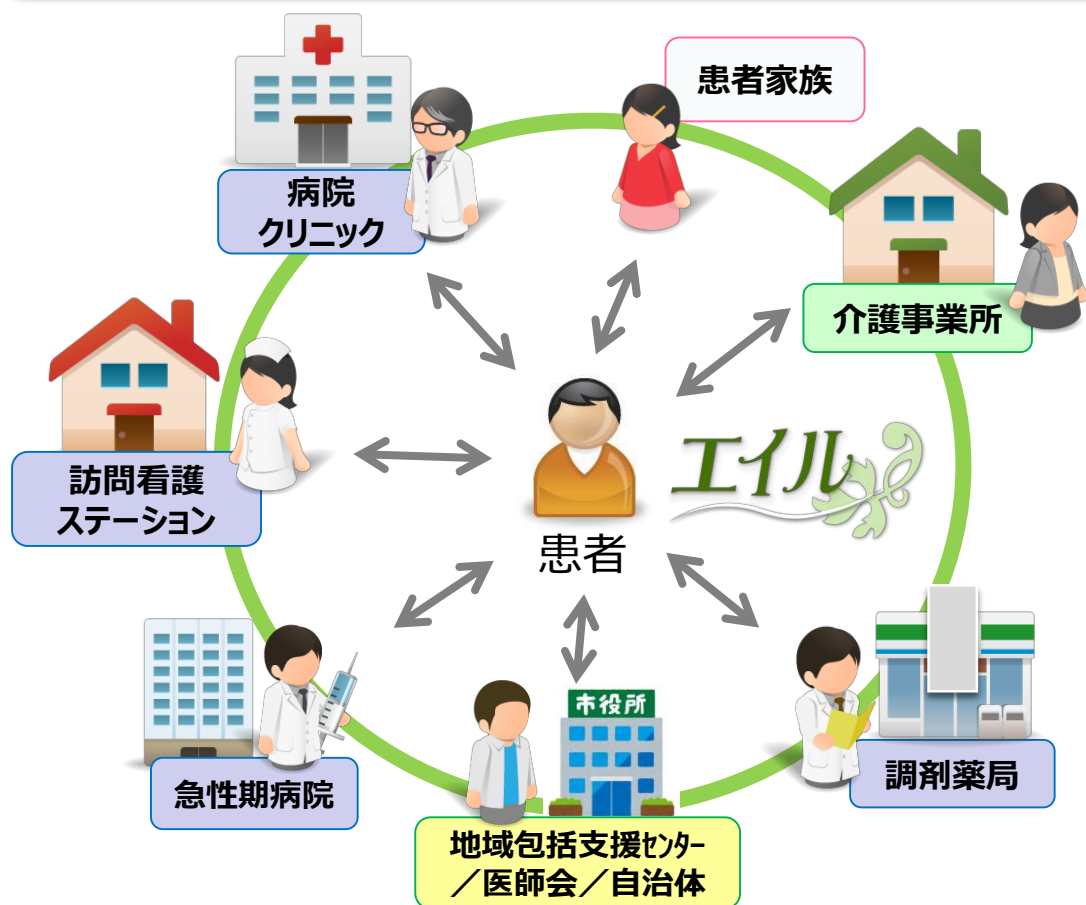 患者家族
病院
クリニック
介護事業所
訪問看護
ステーション
エイル
患者
市役所
急性期病院
調剤薬局
地域包括支援ｾﾝﾀｰ
／医師会／自治体